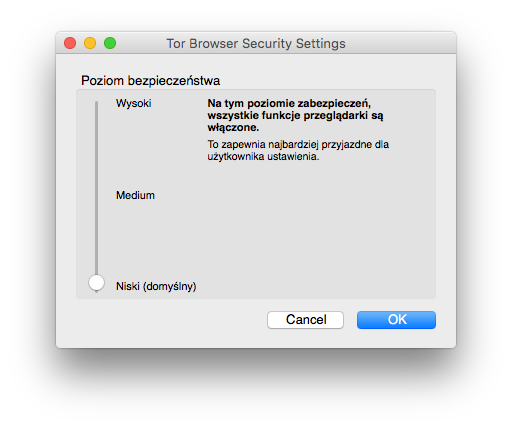 Tor Browser Security Settings
Poziom bezpieczeństwa
Wysoki
Na tym poziomie zabezpieczeń,
wszystkie funkcje przeglądarki są
włączone.
To zapewnia najbardziej przyjazne dla
użytkownika ustawienia.
Medium
Niski (domyślny)
Cancel
OK